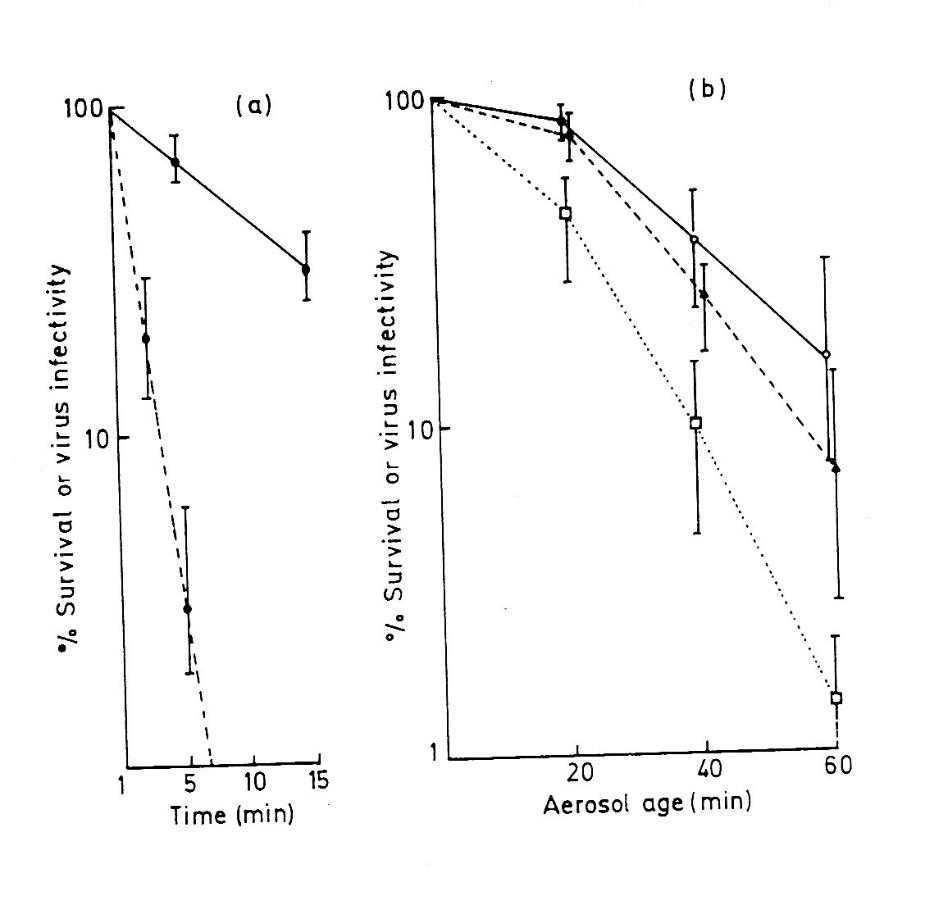 (a)
100
10
% Survival or virus infectivity
1
5
10
15
Time (min)
(b)
100
10
1
% Survival or virus infectivity
20
40
60
Aerosol age (min)